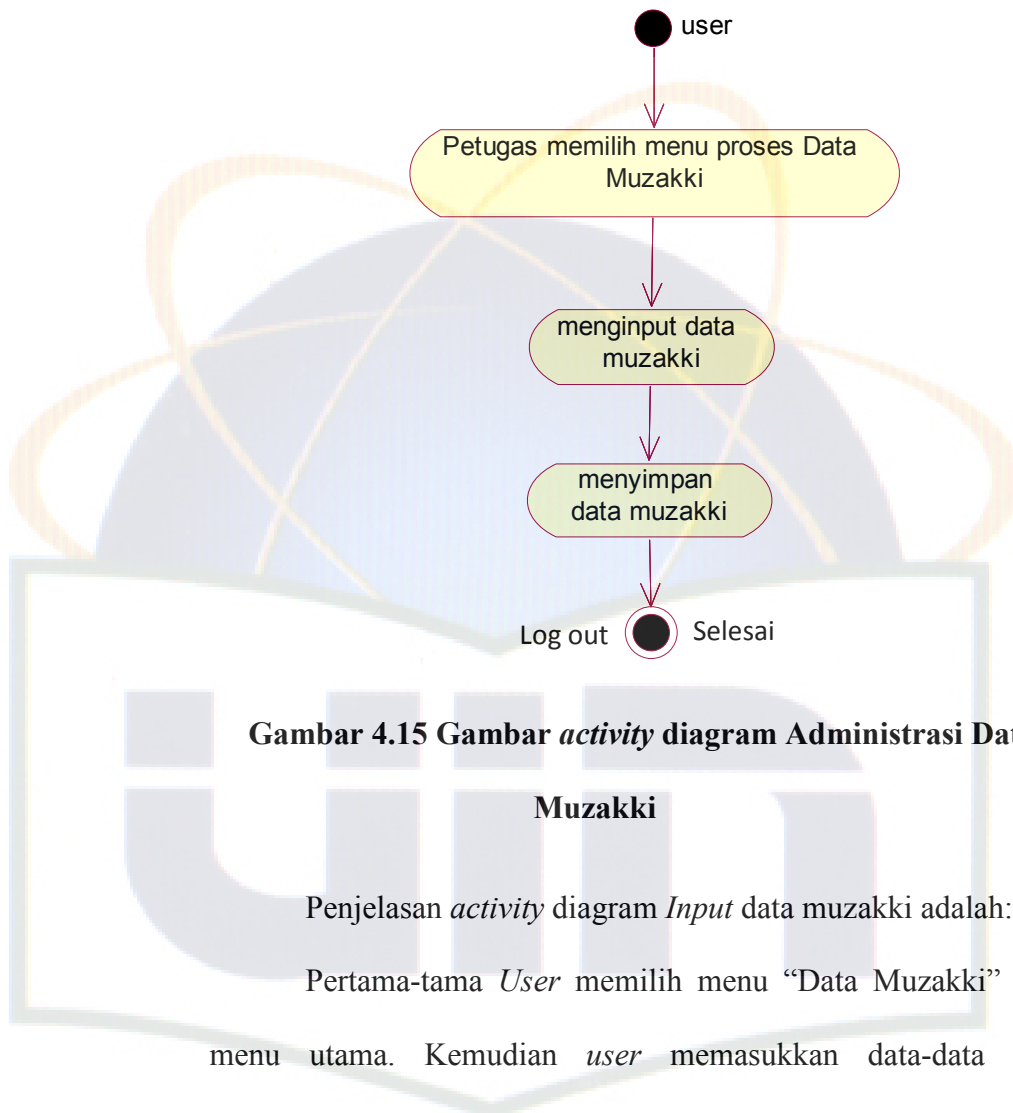 user
Petugas memilih menu proses Data
Muzakki
menginput data
muzakki
menyimpan
data muzakki
Log out Selesai
Gambar 4.15 Gambar activity diagram Administrasi Dat
Muzakki
Penjelasan activity diagram Input data muzakki adalah:
Pertama-tama User memilih menu “Data Muzakki”
menu utama. Kemudian user memasukkan data-data
uin